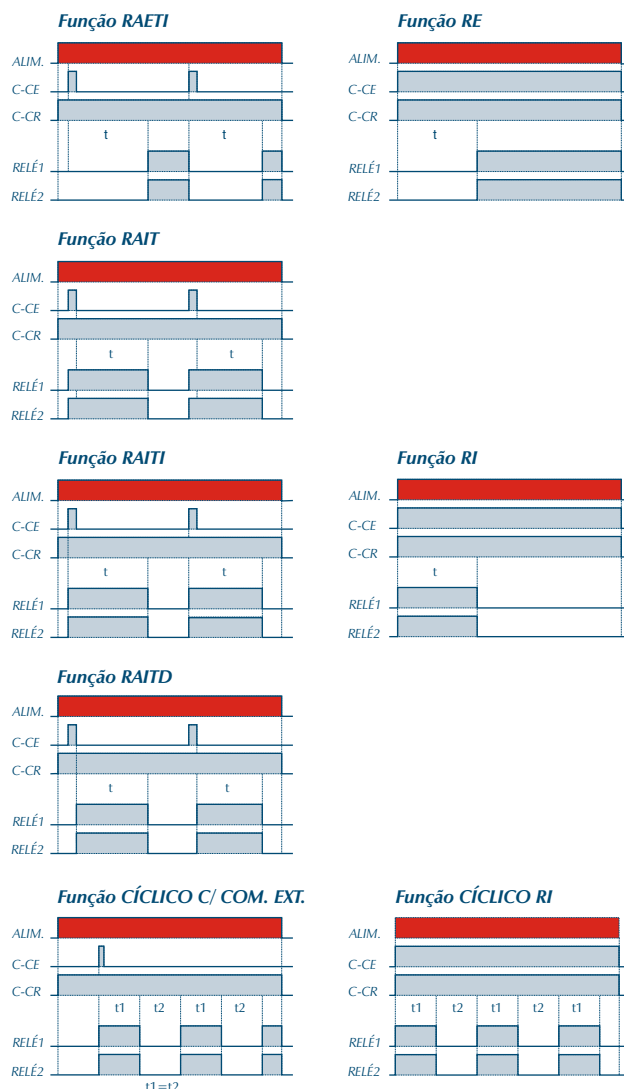 Função RAETI
ALIM.
C-CE
C-CR
t t
RELÉ1
RELÉ2
Função RE
ALIM.
C-CE
C-CR
t
RELÉ1
RELÉ2
Função RAIT
ALIM.
C-CE
C-CR
t t
RELÉ1
RELÉ2
Função RAITI
ALIM.
C-CE
C-CR
t t
RELÉ1
RELÉ2
Função RI
ALIM.
C-CE
C-CR
t
RELÉ1
RELÉ2
Função RAITD
ALIM.
C-CE
C-CR
t t
RELÉ1
RELÉ2
Função CÍCLICO C/ COM. EXT.
ALIM.
C-CE
C-CR
t1 t2 t1 t2
RELÉ1
RELÉ2
t1=t2
Função CÍCLICO RI
ALIM.
C-CE
C-CR
t1 t2 t1 t2 t1
RELÉ1
RELÉ2